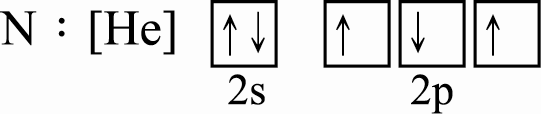 N : [He] ↑↓ ↑ ↓ ↑
2s 2p